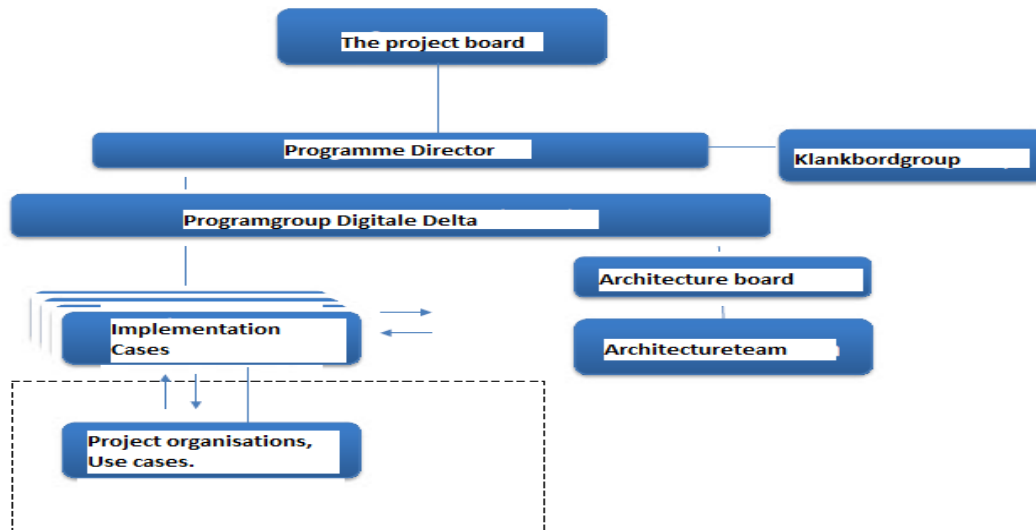 The project board
Programme Director
Klankbordgroup
Programgroup Digitale Delta
Architecture board
Implementation
Cases
Architectureteam
Project organisations,
Use cases.